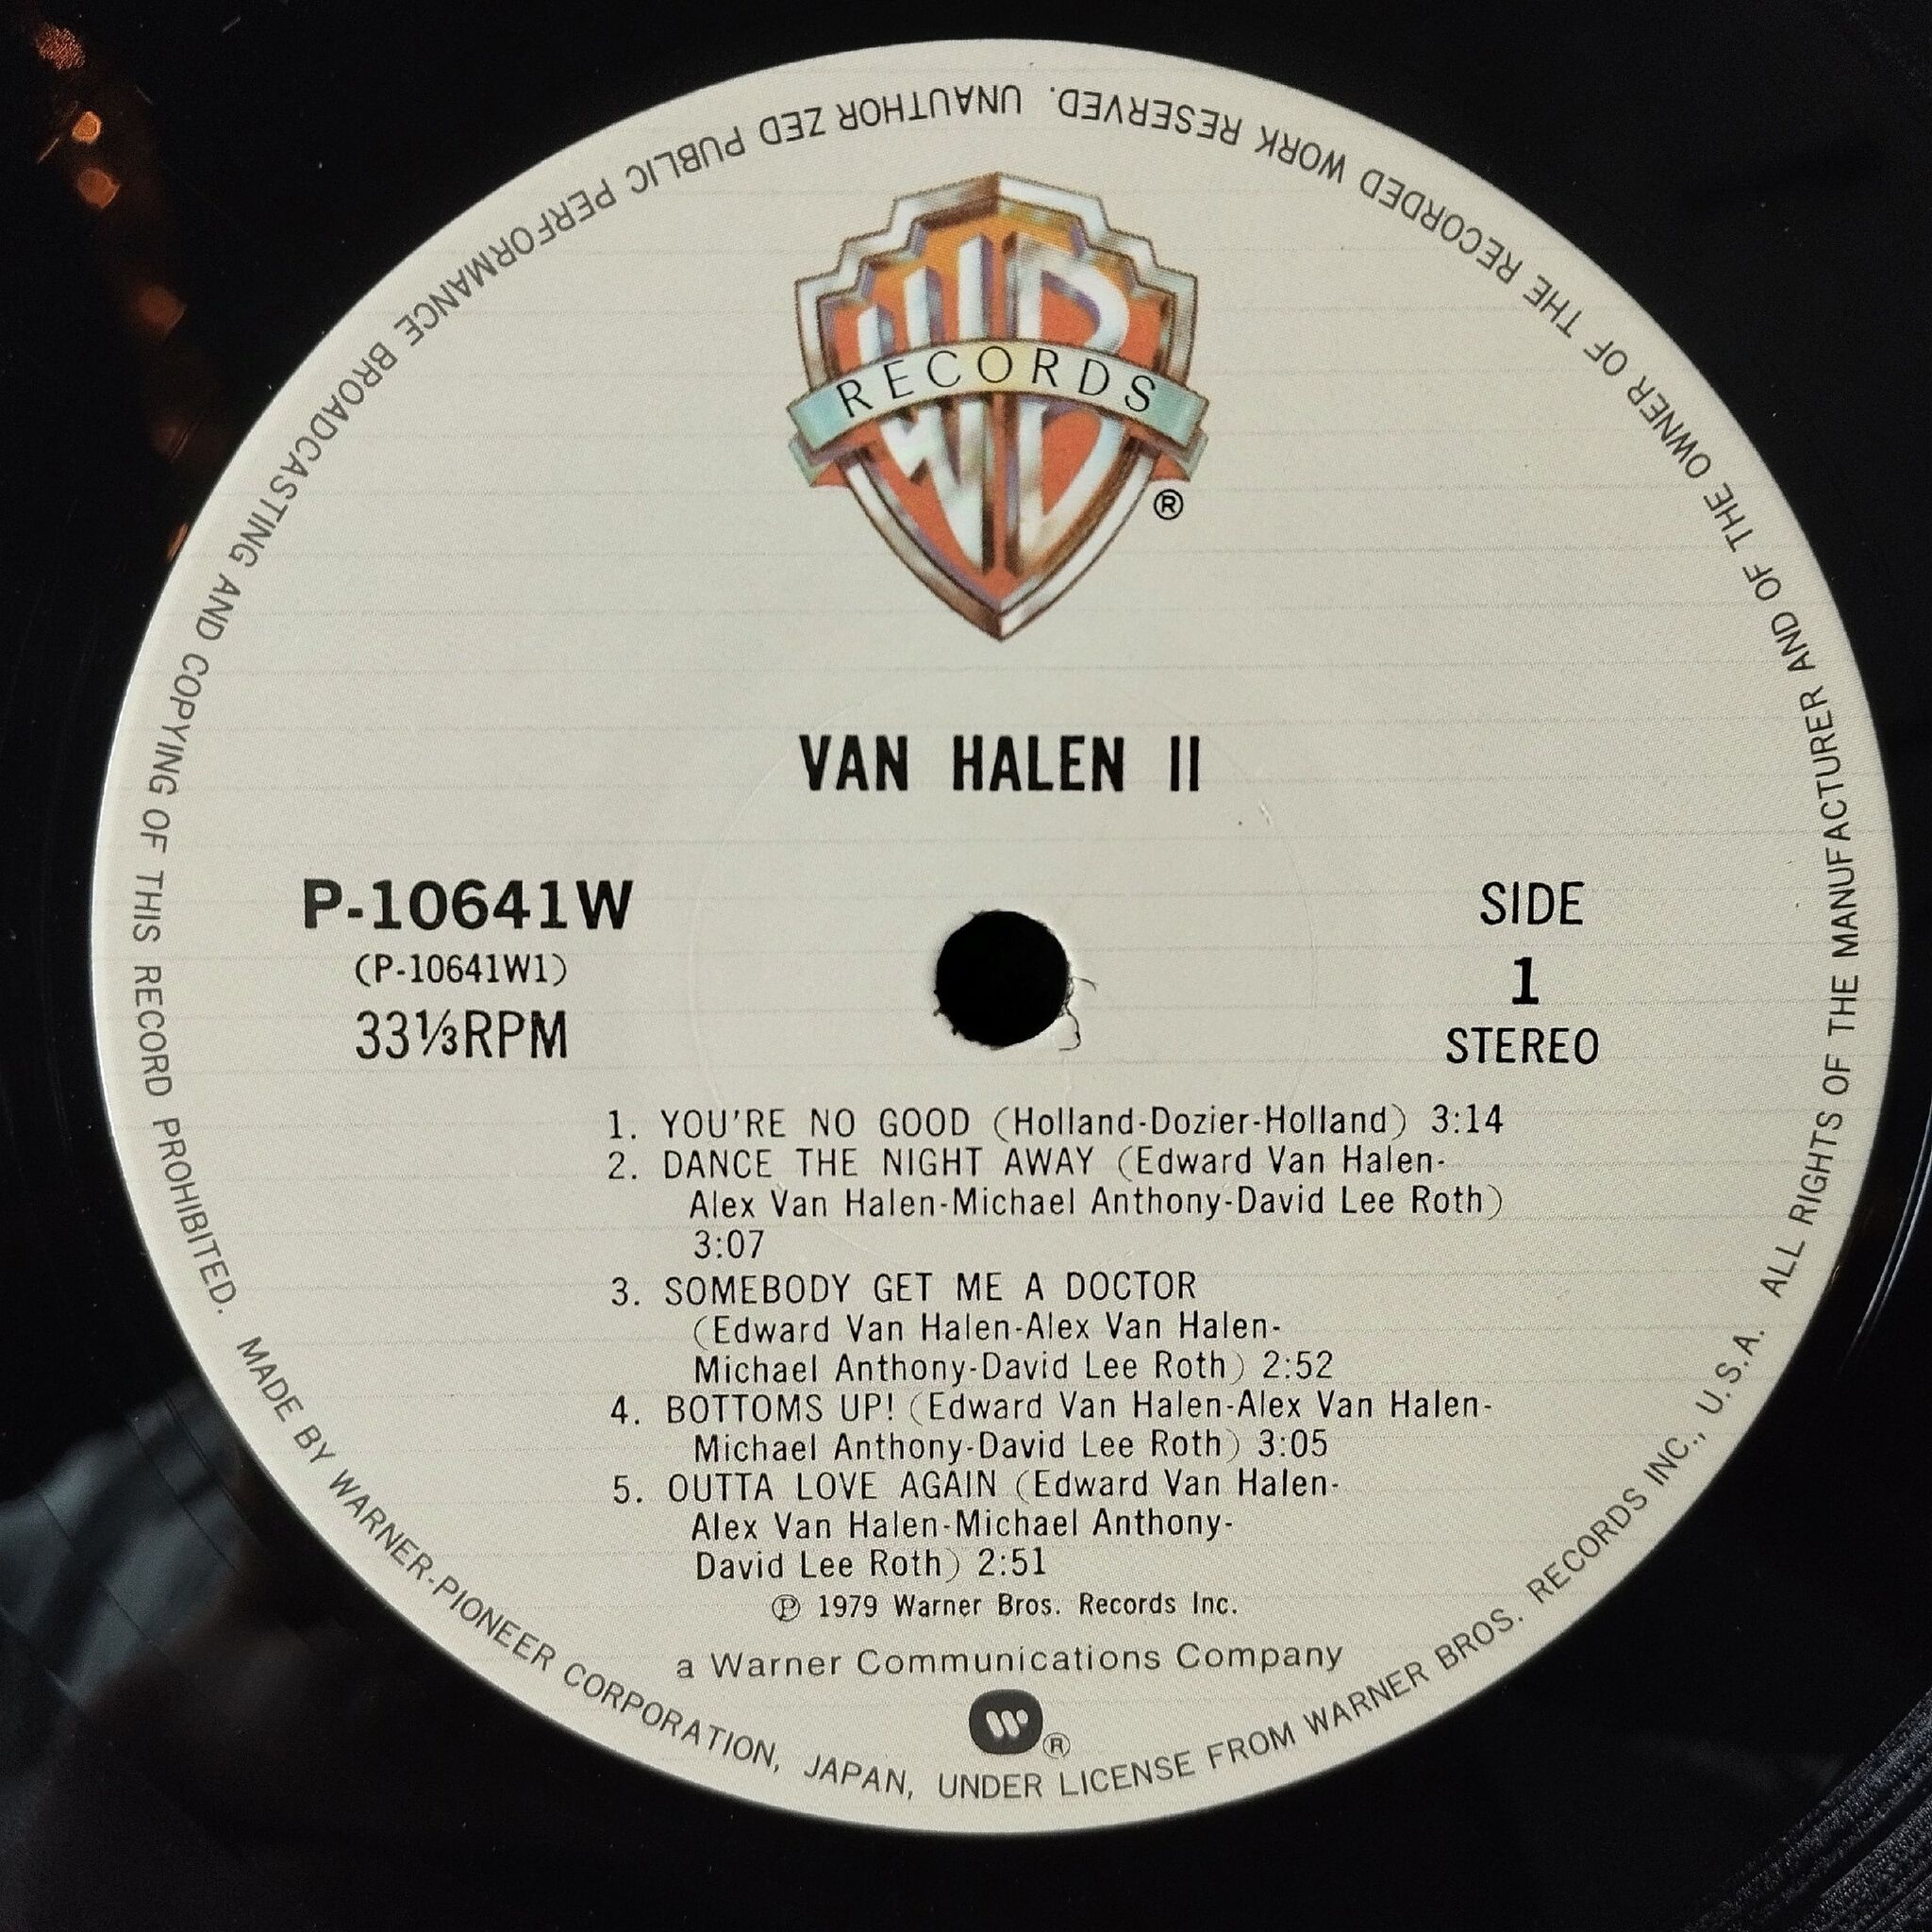 WB
RECORDS
®
VAN HALEN II
P-10641W
(P-10641W1)
33⅓RPM
SIDE
1
STEREO
1. YOU'RE NO GOOD (Holland-Dozier-Holland) 3:14
2. DANCE THE NIGHT AWAY (Edward Van Halen-
Alex Van Halen-Michael Anthony-David Lee Roth)
3:07
3. SOMEBODY GET ME A DOCTOR
(Edward Van Halen-Alex Van Halen-
Michael Anthony-David Lee Roth) 2:52
4. BOTTOMS UP! (Edward Van Halen-Alex Van Halen-
Michael Anthony-David Lee Roth) 3:05
5. OUTTA LOVE AGAIN (Edward Van Halen-
Alex Van Halen-Michael Anthony-
David Lee Roth) 2:51
℗ 1979 Warner Bros. Records Inc.
a Warner Communications Company
W®
MADE BY WARNER-PIONEER CORPORATION, JAPAN, UNDER LICENSE FROM WARNER BROS. RECORDS INC., U.S.A. ALL RIGHTS OF THE MANUFACTURER AND OF THE OWNER OF THE RECORDED WORK RESERVED. UNAUTHOR ZED PUBLIC PERFORMANCE BROADCASTING AND COPYING OF THIS RECORD PROHIBITED.